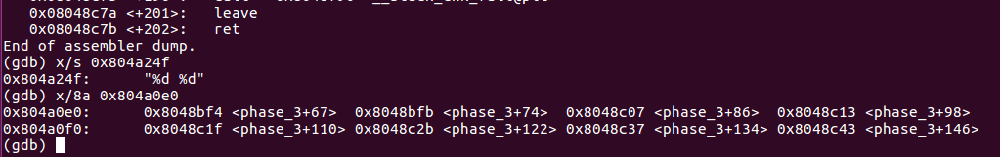 0x08048c7a <+201>: leave
0x08048c7b <+202>: ret
End of assembler dump.
(gdb) x/s 0x804a24f
0x804a24f: "%d %d"
(gdb) x/8a 0x804a0e0
0x804a0e0: 0x8048bf4 <phase_3+67> 0x8048bfb <phase_3+74> 0x8048c07 <phase_3+86> 0x8048c13 <phase_3+98>
0x804a0f0: 0x8048c1f <phase_3+110> 0x8048c2b <phase_3+122> 0x8048c37 <phase_3+134> 0x8048c43 <phase_3+146>
(gdb)